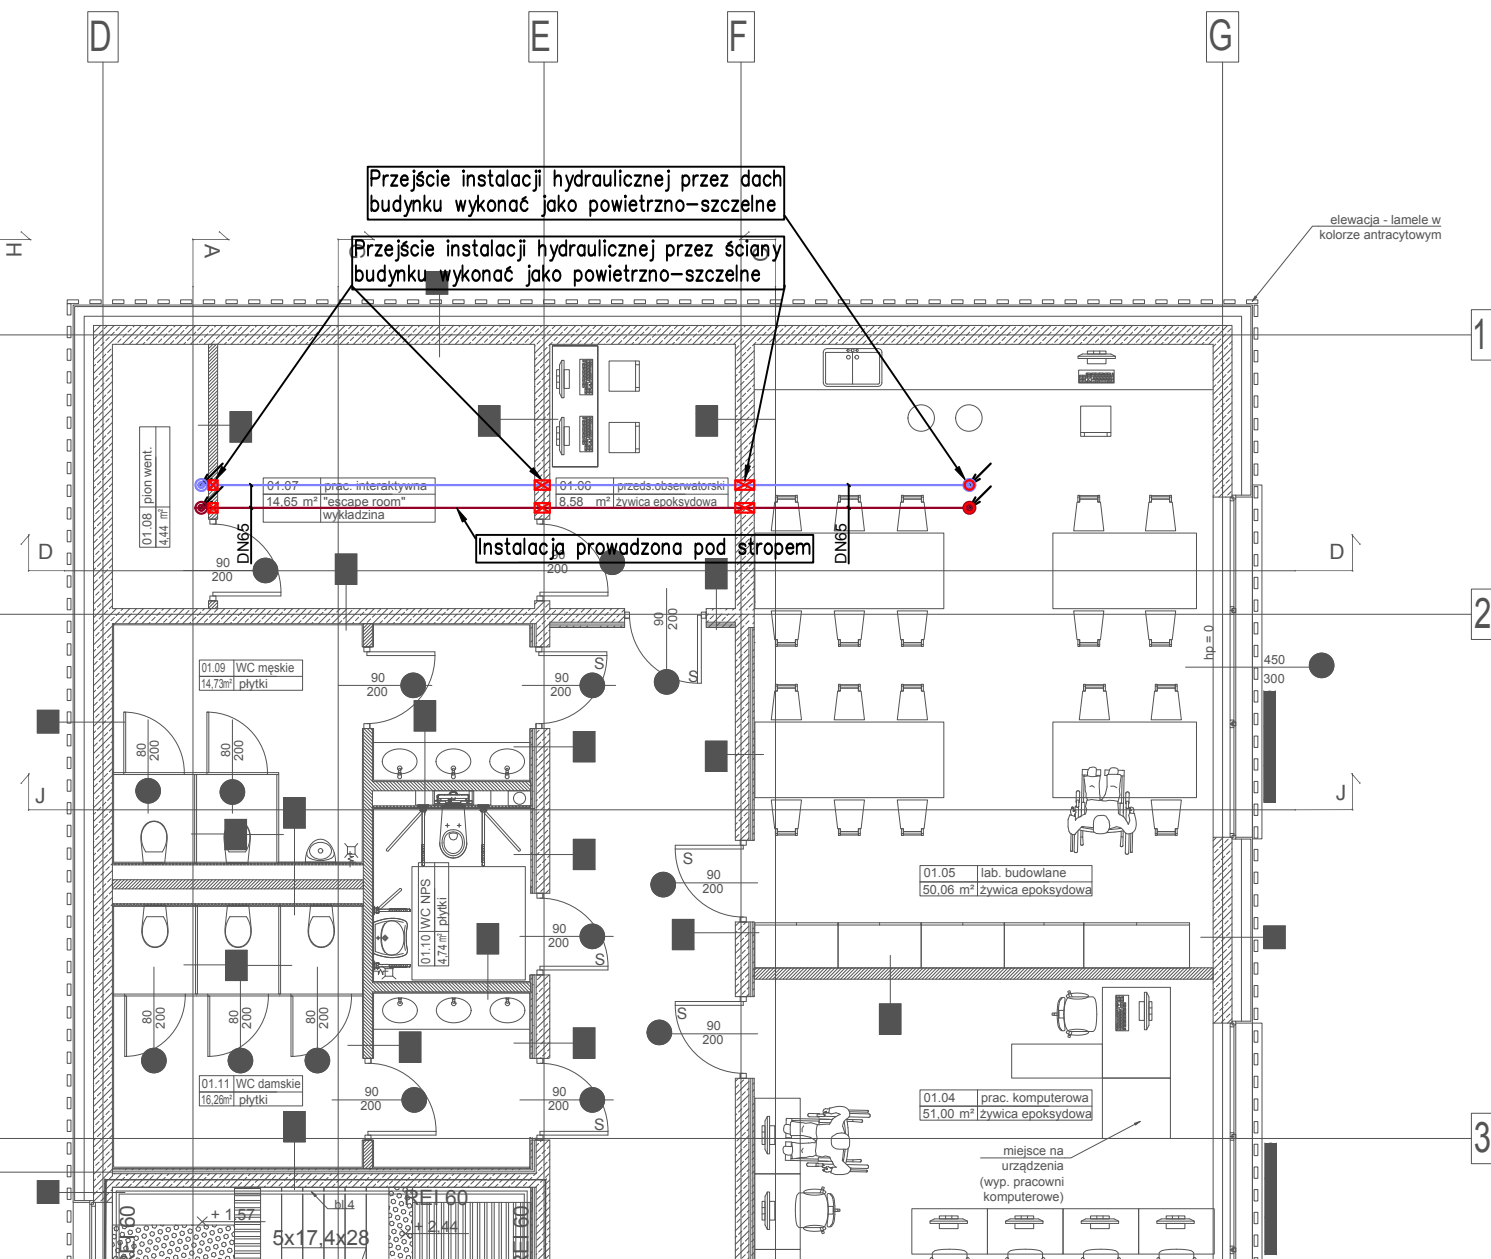 D
E
F
G
Przejście instalacji hydraulicznej przez dach
budynku wykonać jako powietrzno-szczelne
elewacja - lamele w
kolorze antracytowym
H
A
Przejście instalacji hydraulicznej przez ściany
budynku wykonać jako powietrzno-szczelne
1
01.08 pion went.
4,44 m²
01.07 prac. interaktywna
14,65 m² "escape room"
wykładzina
01.06 przeds.obserwatorski
8,58 m² żywica epoksydowa
DN65
DN65
Instalacja prowadzona pod stropem
D
D
90
200
90
200
90
200
2
hp = 0
01.09 WC męskie
14,73m² płytki
90
200
S
90
200
S
450
300
80
200
80
200
J
J
01.10 WC NPS
4,74 m² płytki
S
90
200
01.05 lab. budowlane
50,06 m² żywica epoksydowa
90
200
S
80
200
80
200
80
200
S
90
200
01.11 WC damskie
16,26m² płytki
90
200
90
200
S
01.04 prac. komputerowa
51,00 m² żywica epoksydowa
3
miejsce na
urządzenia
(wyp. pracowni
komputerowe)
REI 60
bl.4
+ 1,57
+ 2,44
5x17,4x28
REI 60
REI 60